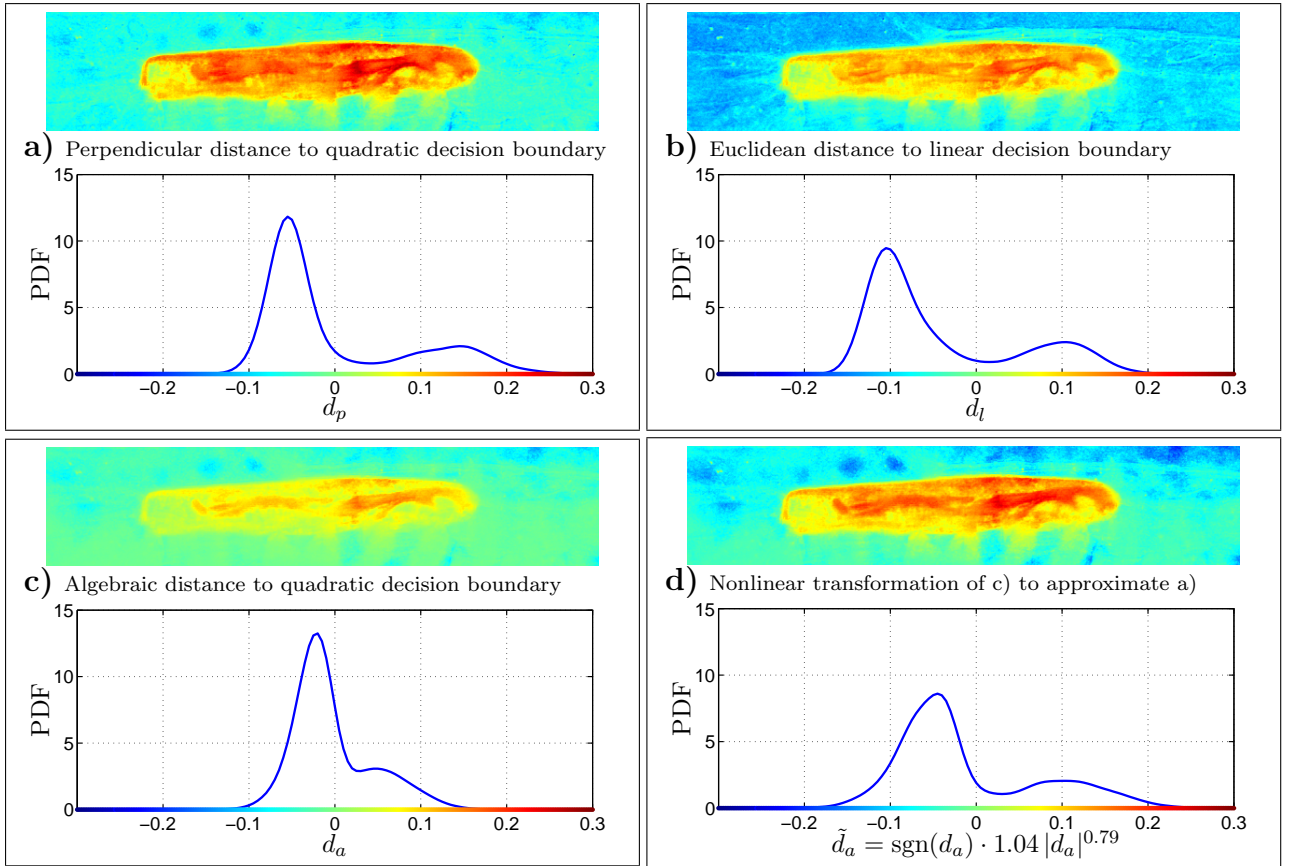 a) Perpendicular distance to quadratic decision boundary
15
10
5
0
PDF
−0.2 −0.1 0 0.1 0.2 0.3
d_p
b) Euclidean distance to linear decision boundary
15
10
5
0
PDF
−0.2 −0.1 0 0.1 0.2 0.3
d_l
c) Algebraic distance to quadratic decision boundary
15
10
5
0
PDF
−0.2 −0.1 0 0.1 0.2 0.3
d_a
d) Nonlinear transformation of c) to approximate a)
15
10
5
0
PDF
−0.2 −0.1 0 0.1 0.2 0.3
d̃_a = sgn(d_a) · 1.04 |d_a|^0.79